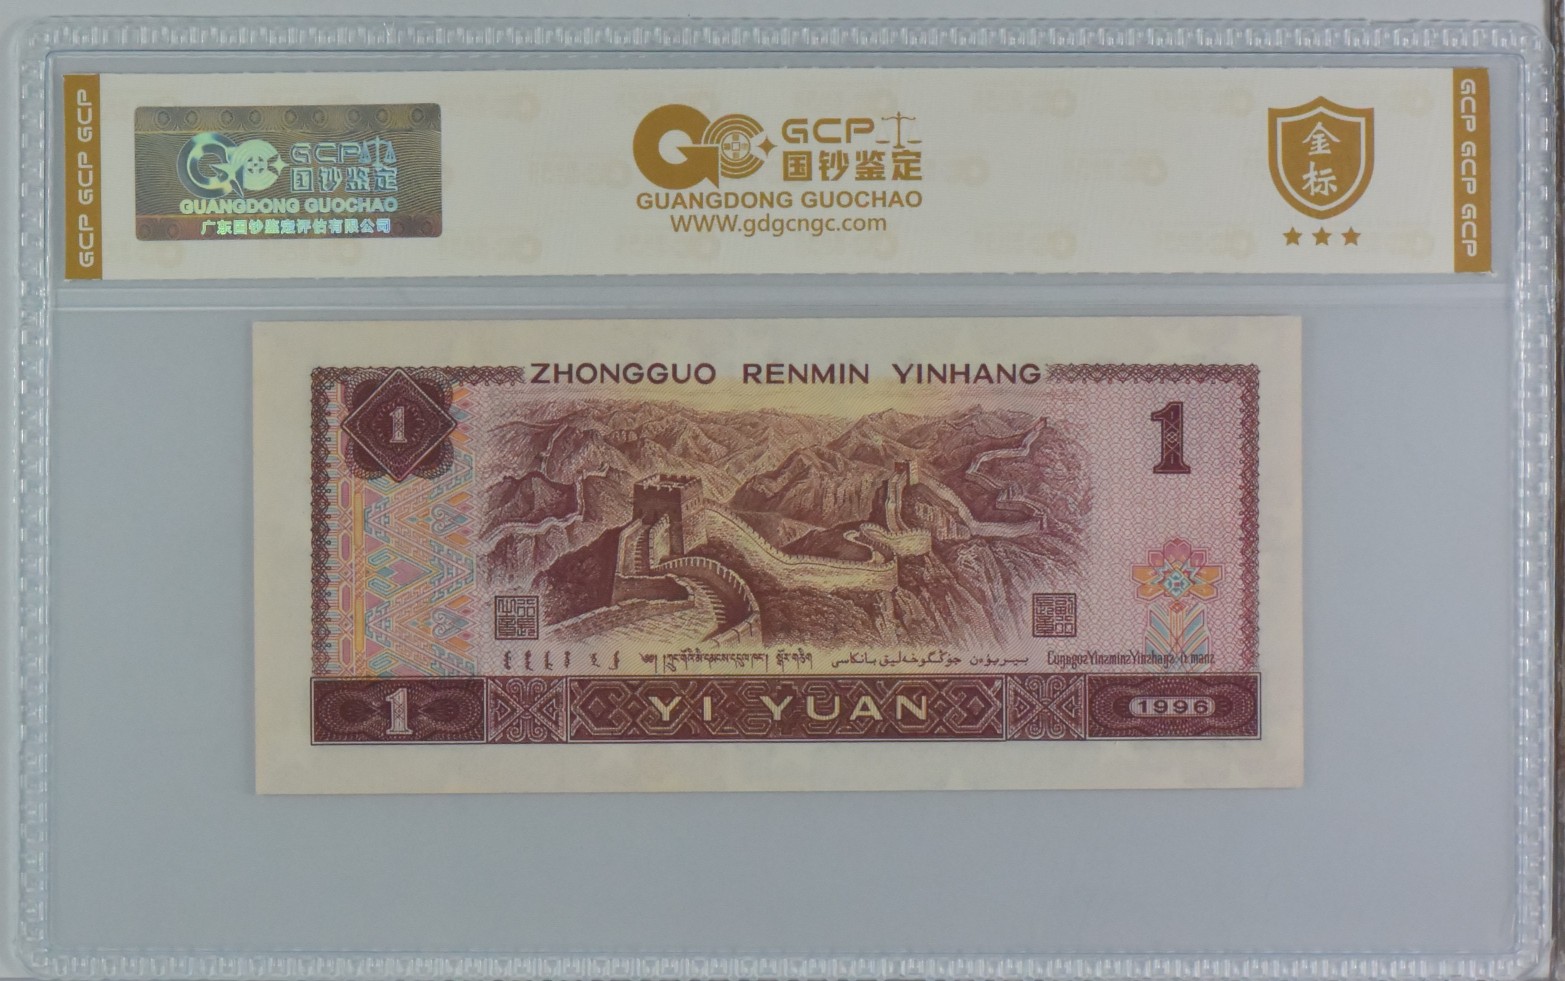 GCP GCP GCP
GCP
国钞鉴定
GUANGDONG GUOCHAO
广东国钞鉴定评估有限公司
GCP
国钞鉴定
GUANGDONG GUOCHAO
WWW.gdgcngc.com
金
标
GCP GCP GCP
ZHONGGUO RENMIN YINHANG
1
1
1
YI YUAN
1996